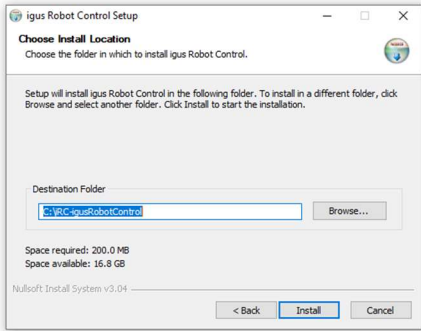 igus Robot Control Setup
Choose Install Location
Choose the folder in which to install igus Robot Control.
Setup will install igus Robot Control in the following folder. To install in a different folder, click
Browse and select another folder. Click Install to start the installation.
Destination Folder
C:\iRC-igusRobotControl
Browse...
Space required: 200.0 MB
Space available: 16.8 GB
Nullsoft Install System v3.04
< Back
Install
Cancel